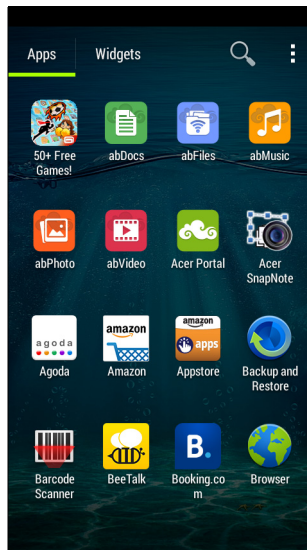 Apps
Widgets
50+ Free
Games!
abDocs
abFiles
abMusic
abPhoto
abVideo
Acer Portal
Acer
SnapNote
agoda
amazon
amazon
apps
Agoda
Amazon
Appstore
Backup and
Restore
B.
Barcode
Scanner
BeeTalk
Booking.co
m
Browser